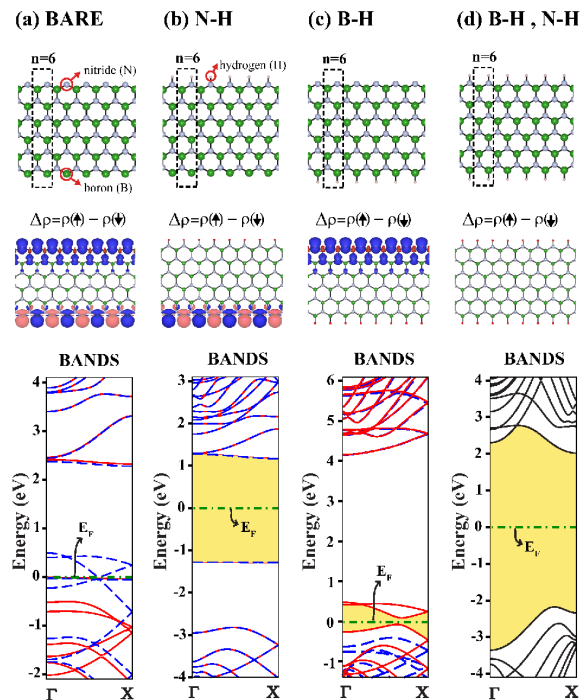 (a) BARE
(b) N-H
(c) B-H
(d) B-H , N-H
n=6
nitride (N)
boron (B)
n=6
hydrogen (H)
n=6
n=6
Δρ=ρ(↑) − ρ(↓)
Δρ=ρ(↑) − ρ(↓)
Δρ=ρ(↑) − ρ(↓)
Δρ=ρ(↑) − ρ(↓)
BANDS
Energy (eV)
4
3
2
1
0
-1
-2
E_F
Γ
X
BANDS
Energy (eV)
3
2
1
0
-1
-2
-3
-4
E_F
Γ
X
BANDS
Energy (eV)
6
5
4
3
2
1
0
-1
E_F
Γ
X
BANDS
Energy (eV)
4
3
2
1
0
-1
-2
-3
-4
E_F
Γ
X